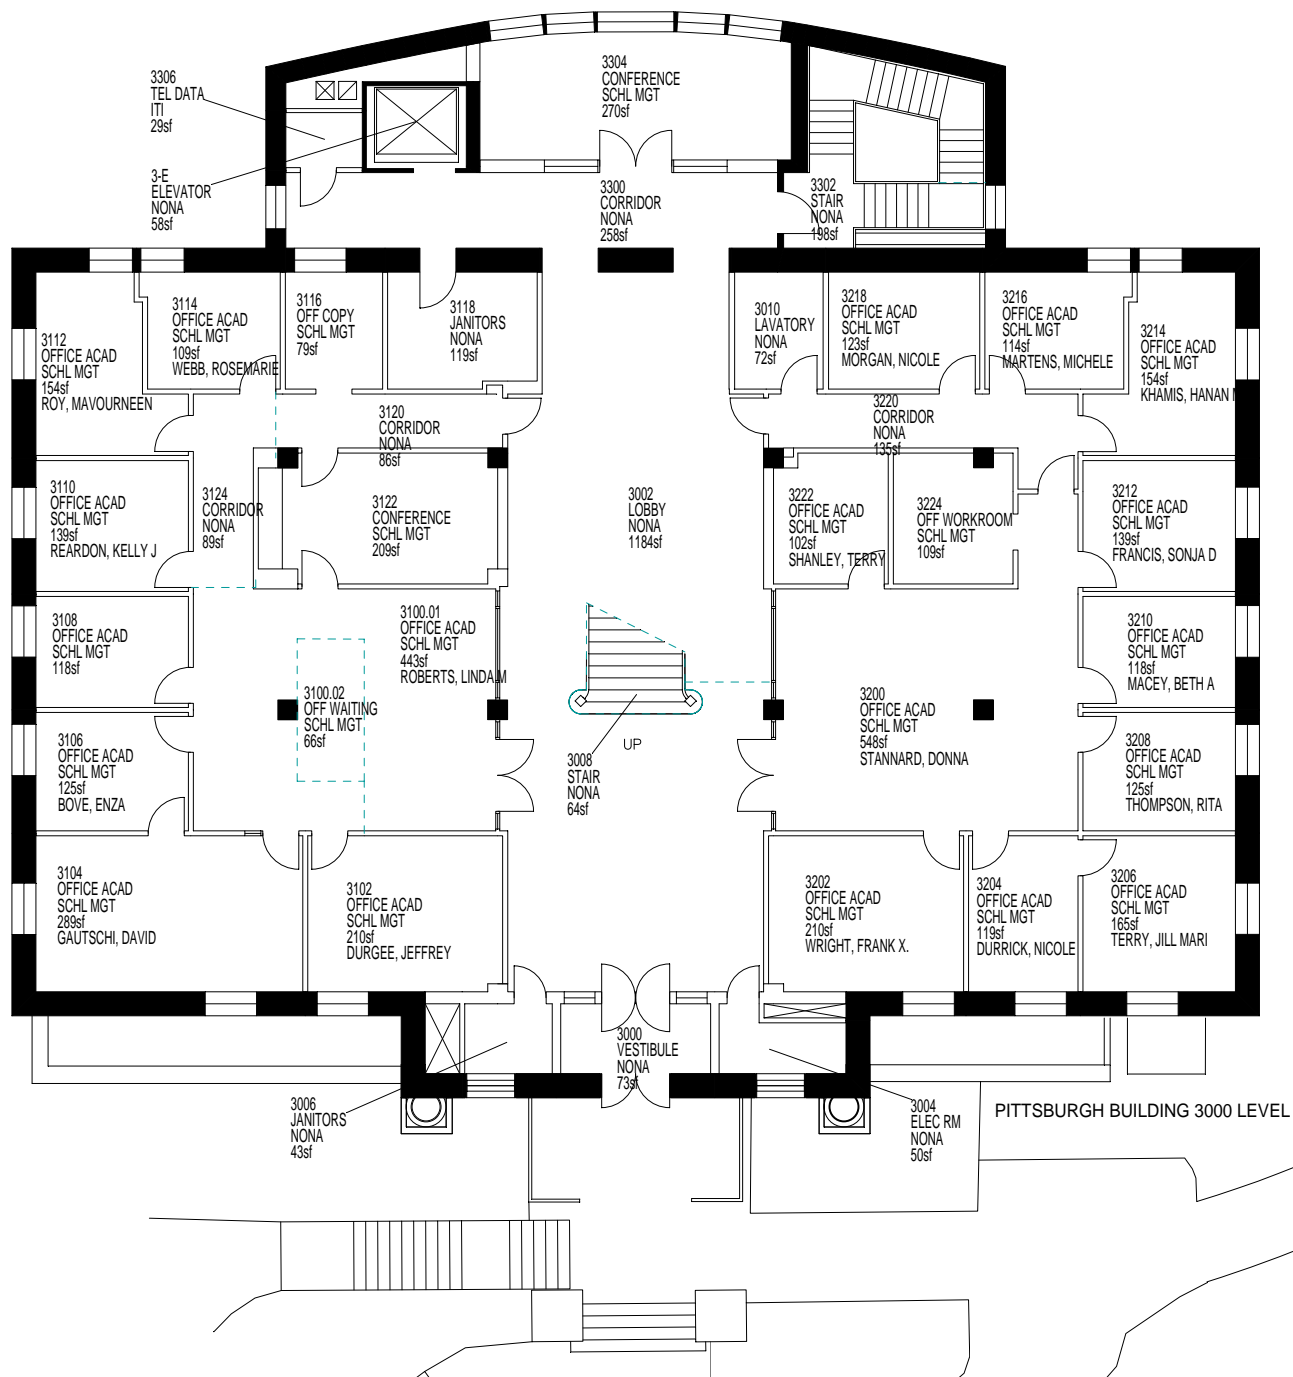 3306
TEL DATA
ITI
29sf
3304
CONFERENCE
SCHL MGT
270sf
3-E
ELEVATOR
NONA
58sf
3300
CORRIDOR
NONA
258sf
3302
STAIR
NONA
198sf
3112
OFFICE ACAD
SCHL MGT
154sf
ROY, MAVOURNEEN
3114
OFFICE ACAD
SCHL MGT
109sf
WEBB, ROSEMARIE
3116
OFF COPY
SCHL MGT
79sf
3118
JANITORS
NONA
119sf
3010
LAVATORY
NONA
72sf
3218
OFFICE ACAD
SCHL MGT
123sf
MORGAN, NICOLE
3216
OFFICE ACAD
SCHL MGT
114sf
MARTENS, MICHELE
3214
OFFICE ACAD
SCHL MGT
154sf
KHAMIS, HANAN
3120
CORRIDOR
NONA
86sf
3220
CORRIDOR
NONA
135sf
3110
OFFICE ACAD
SCHL MGT
139sf
REARDON, KELLY J
3124
CORRIDOR
NONA
89sf
3122
CONFERENCE
SCHL MGT
209sf
3002
LOBBY
NONA
1184sf
3222
OFFICE ACAD
SCHL MGT
102sf
SHANLEY, TERRY
3224
OFF WORKROOM
SCHL MGT
109sf
3212
OFFICE ACAD
SCHL MGT
139sf
FRANCIS, SONJA D
3108
OFFICE ACAD
SCHL MGT
118sf
3100.01
OFFICE ACAD
SCHL MGT
443sf
ROBERTS, LINDA M
3210
OFFICE ACAD
SCHL MGT
118sf
MACEY, BETH A
3100.02
OFF WAITING
SCHL MGT
66sf
3200
OFFICE ACAD
SCHL MGT
548sf
STANNARD, DONNA
3106
OFFICE ACAD
SCHL MGT
125sf
BOVE, ENZA
UP
3008
STAIR
NONA
64sf
3208
OFFICE ACAD
SCHL MGT
125sf
THOMPSON, RITA
3104
OFFICE ACAD
SCHL MGT
289sf
GAUTSCHI, DAVID
3102
OFFICE ACAD
SCHL MGT
210sf
DURGEE, JEFFREY
3202
OFFICE ACAD
SCHL MGT
210sf
WRIGHT, FRANK X.
3204
OFFICE ACAD
SCHL MGT
119sf
DURRICK, NICOLE
3206
OFFICE ACAD
SCHL MGT
165sf
TERRY, JILL MARI
3000
VESTIBULE
NONA
73sf
3006
JANITORS
NONA
43sf
3004
ELEC RM
NONA
50sf
PITTSBURGH BUILDING 3000 LEVEL